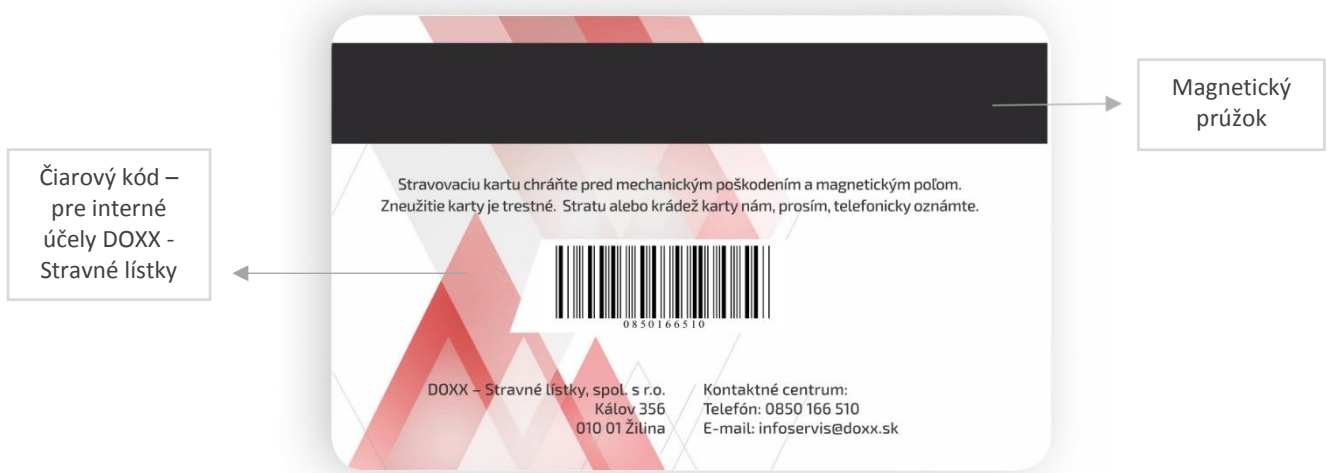 Magnetický
prúžok
Čiarový kód –
pre interné
účely DOXX -
Stravné lístky
Stravovaciu kartu chráňte pred mechanickým poškodením a magnetickým poľom.
Zneužitie karty je trestné. Stratu alebo krádež karty nám, prosím, telefonicky oznámte.
0850166510
DOXX – Stravné lístky, spol. s r.o.
Kálov 356
010 01 Žilina
Kontaktné centrum:
Telefón: 0850 166 510
E-mail: infoservis@doxx.sk